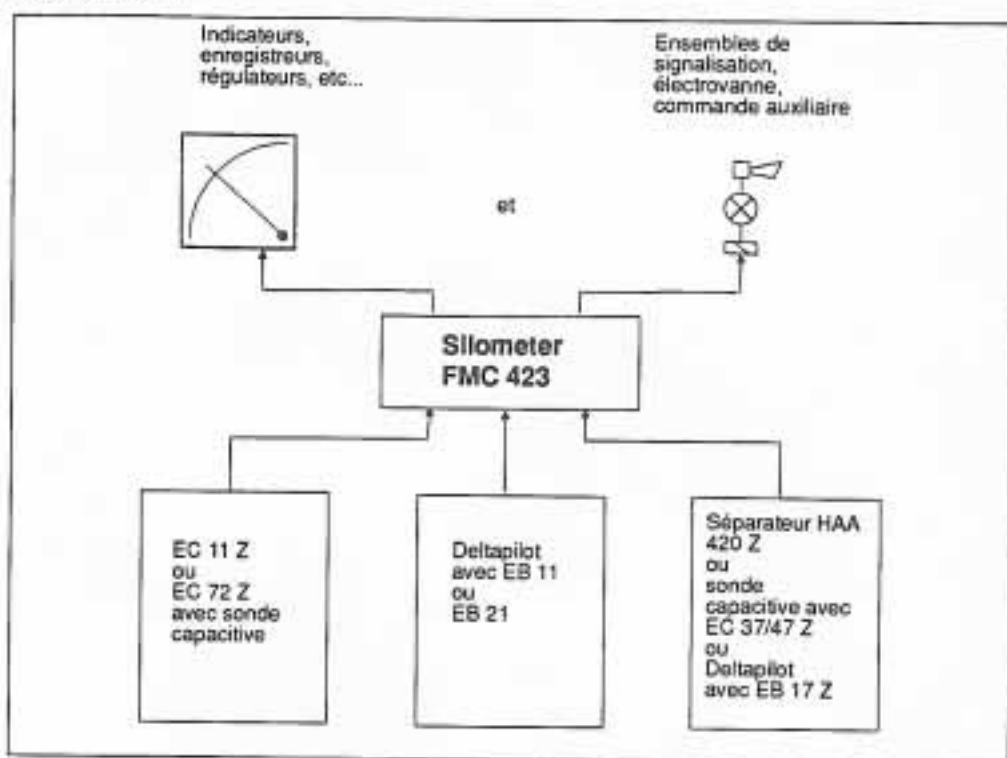 Indicateurs,
enregistreurs,
régulateurs, etc...
Ensembles de
signalisation,
électrovanne,
commande auxiliaire
et
Silometer
FMC 423
EC 11 Z
ou
EC 72 Z
avec sonde
capacitive
Deltapilot
avec EB 11
ou
EB 21
Séparateur HAA
420 Z
ou
sonde
capacitive avec
EC 37/47 Z
ou
Deltapilot
avec EB 17 Z